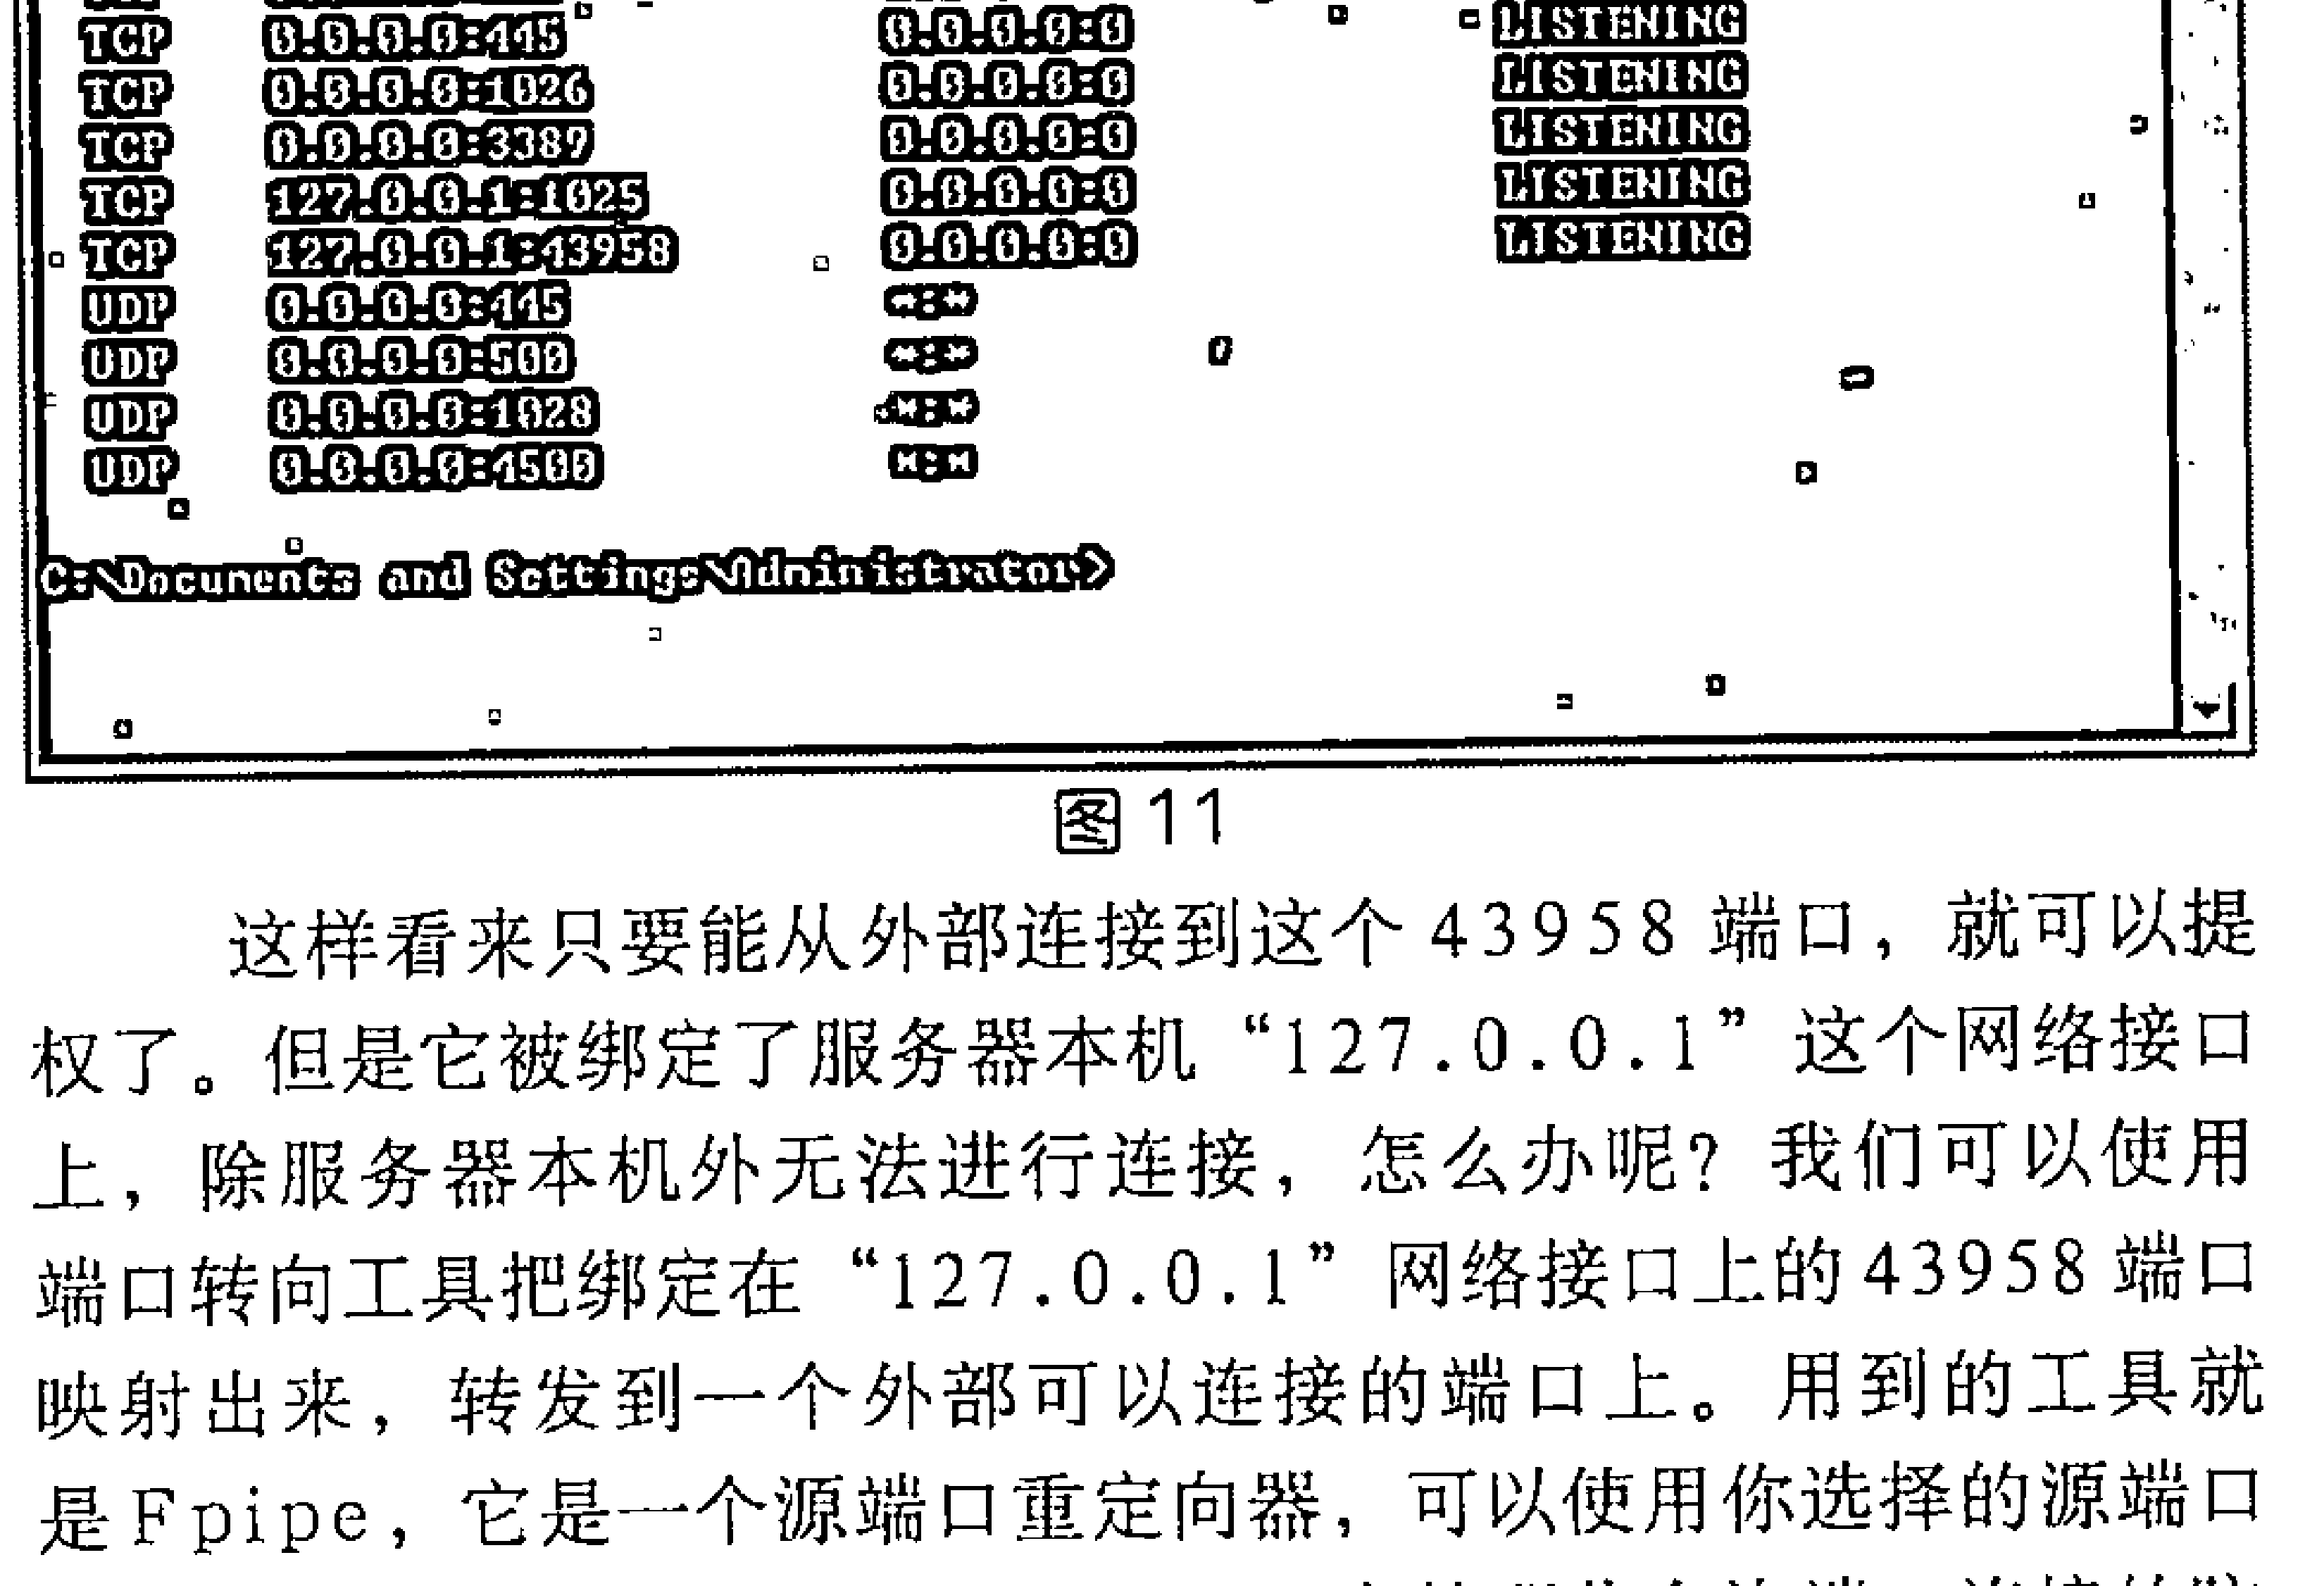 TCP 0.0.0.0:445 0.0.0.0:0 LISTENING
TCP 0.0.0.0:1026 0.0.0.0:0 LISTENING
TCP 0.0.0.0:3389 0.0.0.0:0 LISTENING
TCP 127.0.0.1:1025 0.0.0.0:0 LISTENING
TCP 127.0.0.1:43958 0.0.0.0:0 LISTENING
UDP 0.0.0.0:445 *:*
UDP 0.0.0.0:500 *:*
UDP 0.0.0.0:1028 *:*
UDP 0.0.0.0:4500 *:*
C:\Documents and Settings\Administrator>
图 11
这样看来只要能从外部连接到这个 43958 端口，就可以提
权了。但是它被绑定了服务器本机“127.0.0.1”这个网络接口
上，除服务器本机外无法进行连接，怎么办呢？我们可以使用
端口转向工具把绑定在“127.0.0.1”网络接口上的 43958 端口
映射出来，转发到一个外部可以连接的端口上。用到的工具就
是 Fpipe，它是一个源端口重定向器，可以使用你选择的源端口